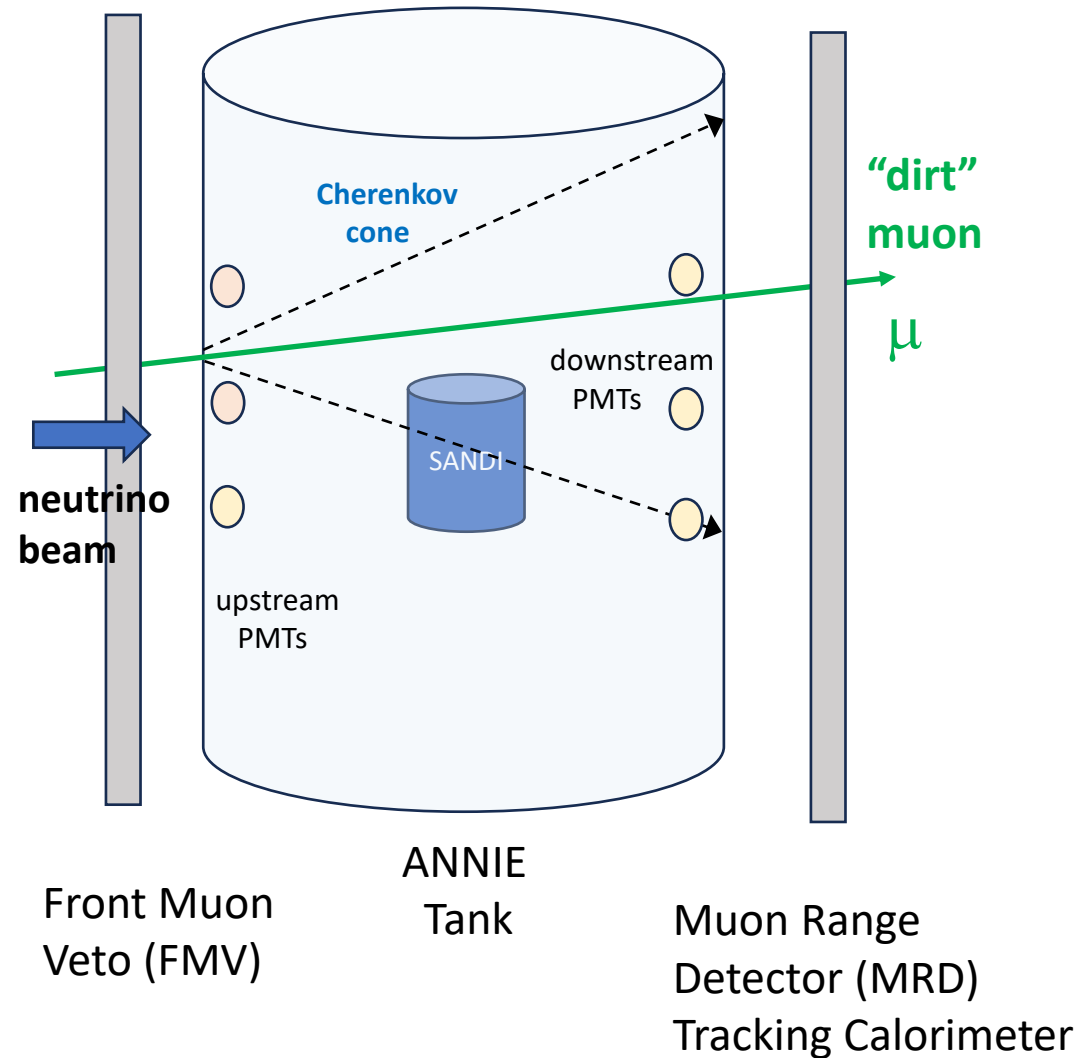 Cherenkov
cone
“dirt”
muon
μ
downstream
PMTs
SANDI
neutrino
beam
upstream
PMTs
Front Muon
Veto (FMV)
ANNIE
Tank
Muon Range
Detector (MRD)
Tracking Calorimeter